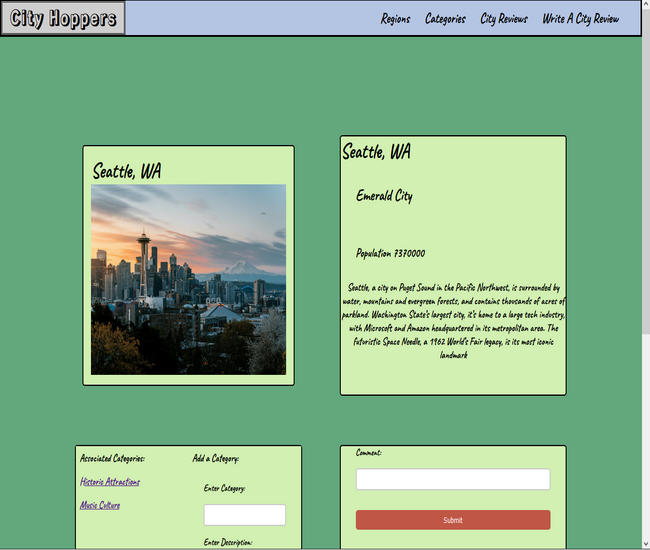 City Hoppers
Regions
Categories
City Reviews
Write A City Review
Seattle, WA
Seattle, WA
Emerald City
Population 7370000
Seattle, a city on Puget Sound in the Pacific Northwest, is surrounded by
water, mountains and evergreen forests, and contains thousands of acres of
parkland. Washington State's largest city, it's home to a large tech industry,
with Microsoft and Amazon headquartered in its metropolitan area. The
futuristic Space Needle, a 1962 World's Fair legacy, is its most iconic
landmark
Associated Categories:
Historic Attractions
Music Culture
Add a Category:
Enter Category:
Enter Description:
Comment:
Submit